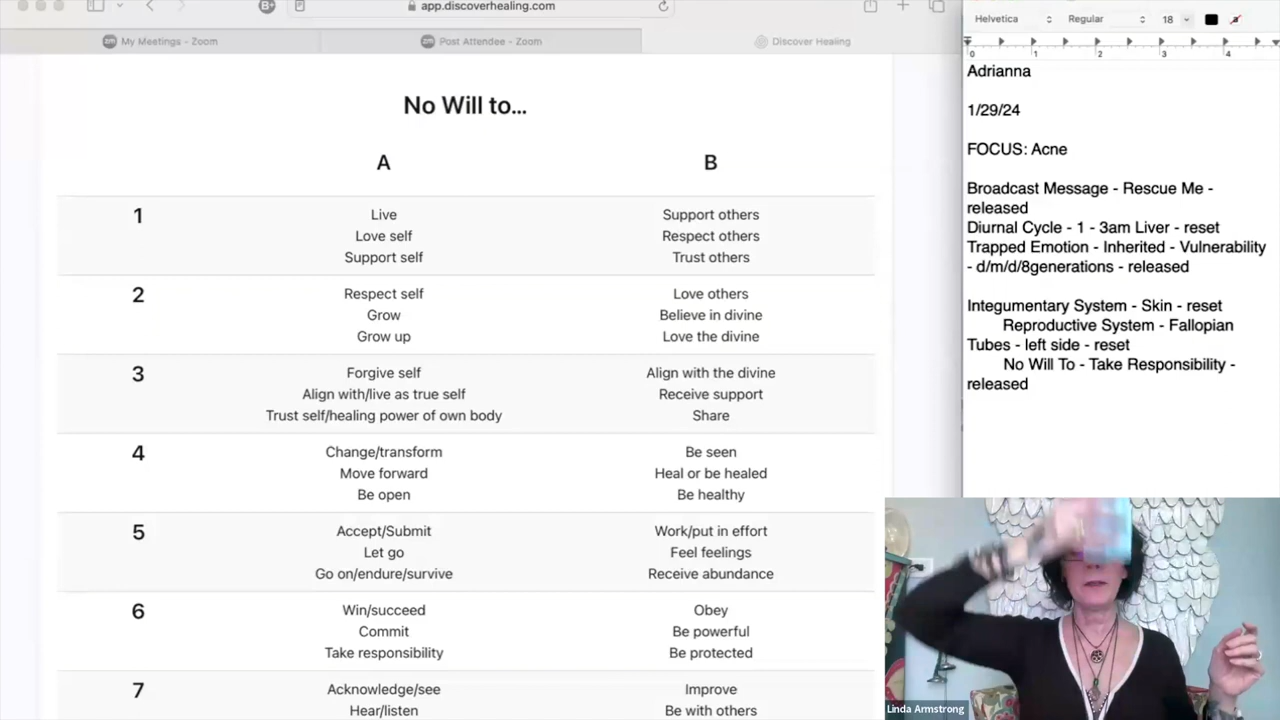 app.discoverhealing.com
My Meetings - Zoom
Post Attendee - Zoom
Discover Healing
No Will to...
A
B
1
Live
Love self
Support self
Support others
Respect others
Trust others
2
Respect self
Grow
Grow up
Love others
Believe in divine
Love the divine
3
Forgive self
Align with/live as true self
Trust self/healing power of own body
Align with the divine
Receive support
Share
4
Change/transform
Move forward
Be open
Be seen
Heal or be healed
Be healthy
5
Accept/Submit
Let go
Go on/endure/survive
Work/put in effort
Feel feelings
Receive abundance
6
Win/succeed
Commit
Take responsibility
Obey
Be powerful
Be protected
7
Acknowledge/see
Hear/listen
Improve
Be with others
Helvetica
Regular
18
0 1 2 3 4
Adrianna
1/29/24
FOCUS: Acne
Broadcast Message - Rescue Me -
released
Diurnal Cycle - 1 - 3am Liver - reset
Trapped Emotion - Inherited - Vulnerability
- d/m/d/8generations - released
Integumentary System - Skin - reset
Reproductive System - Fallopian
Tubes - left side - reset
No Will To - Take Responsibility -
released
Linda Armstrong